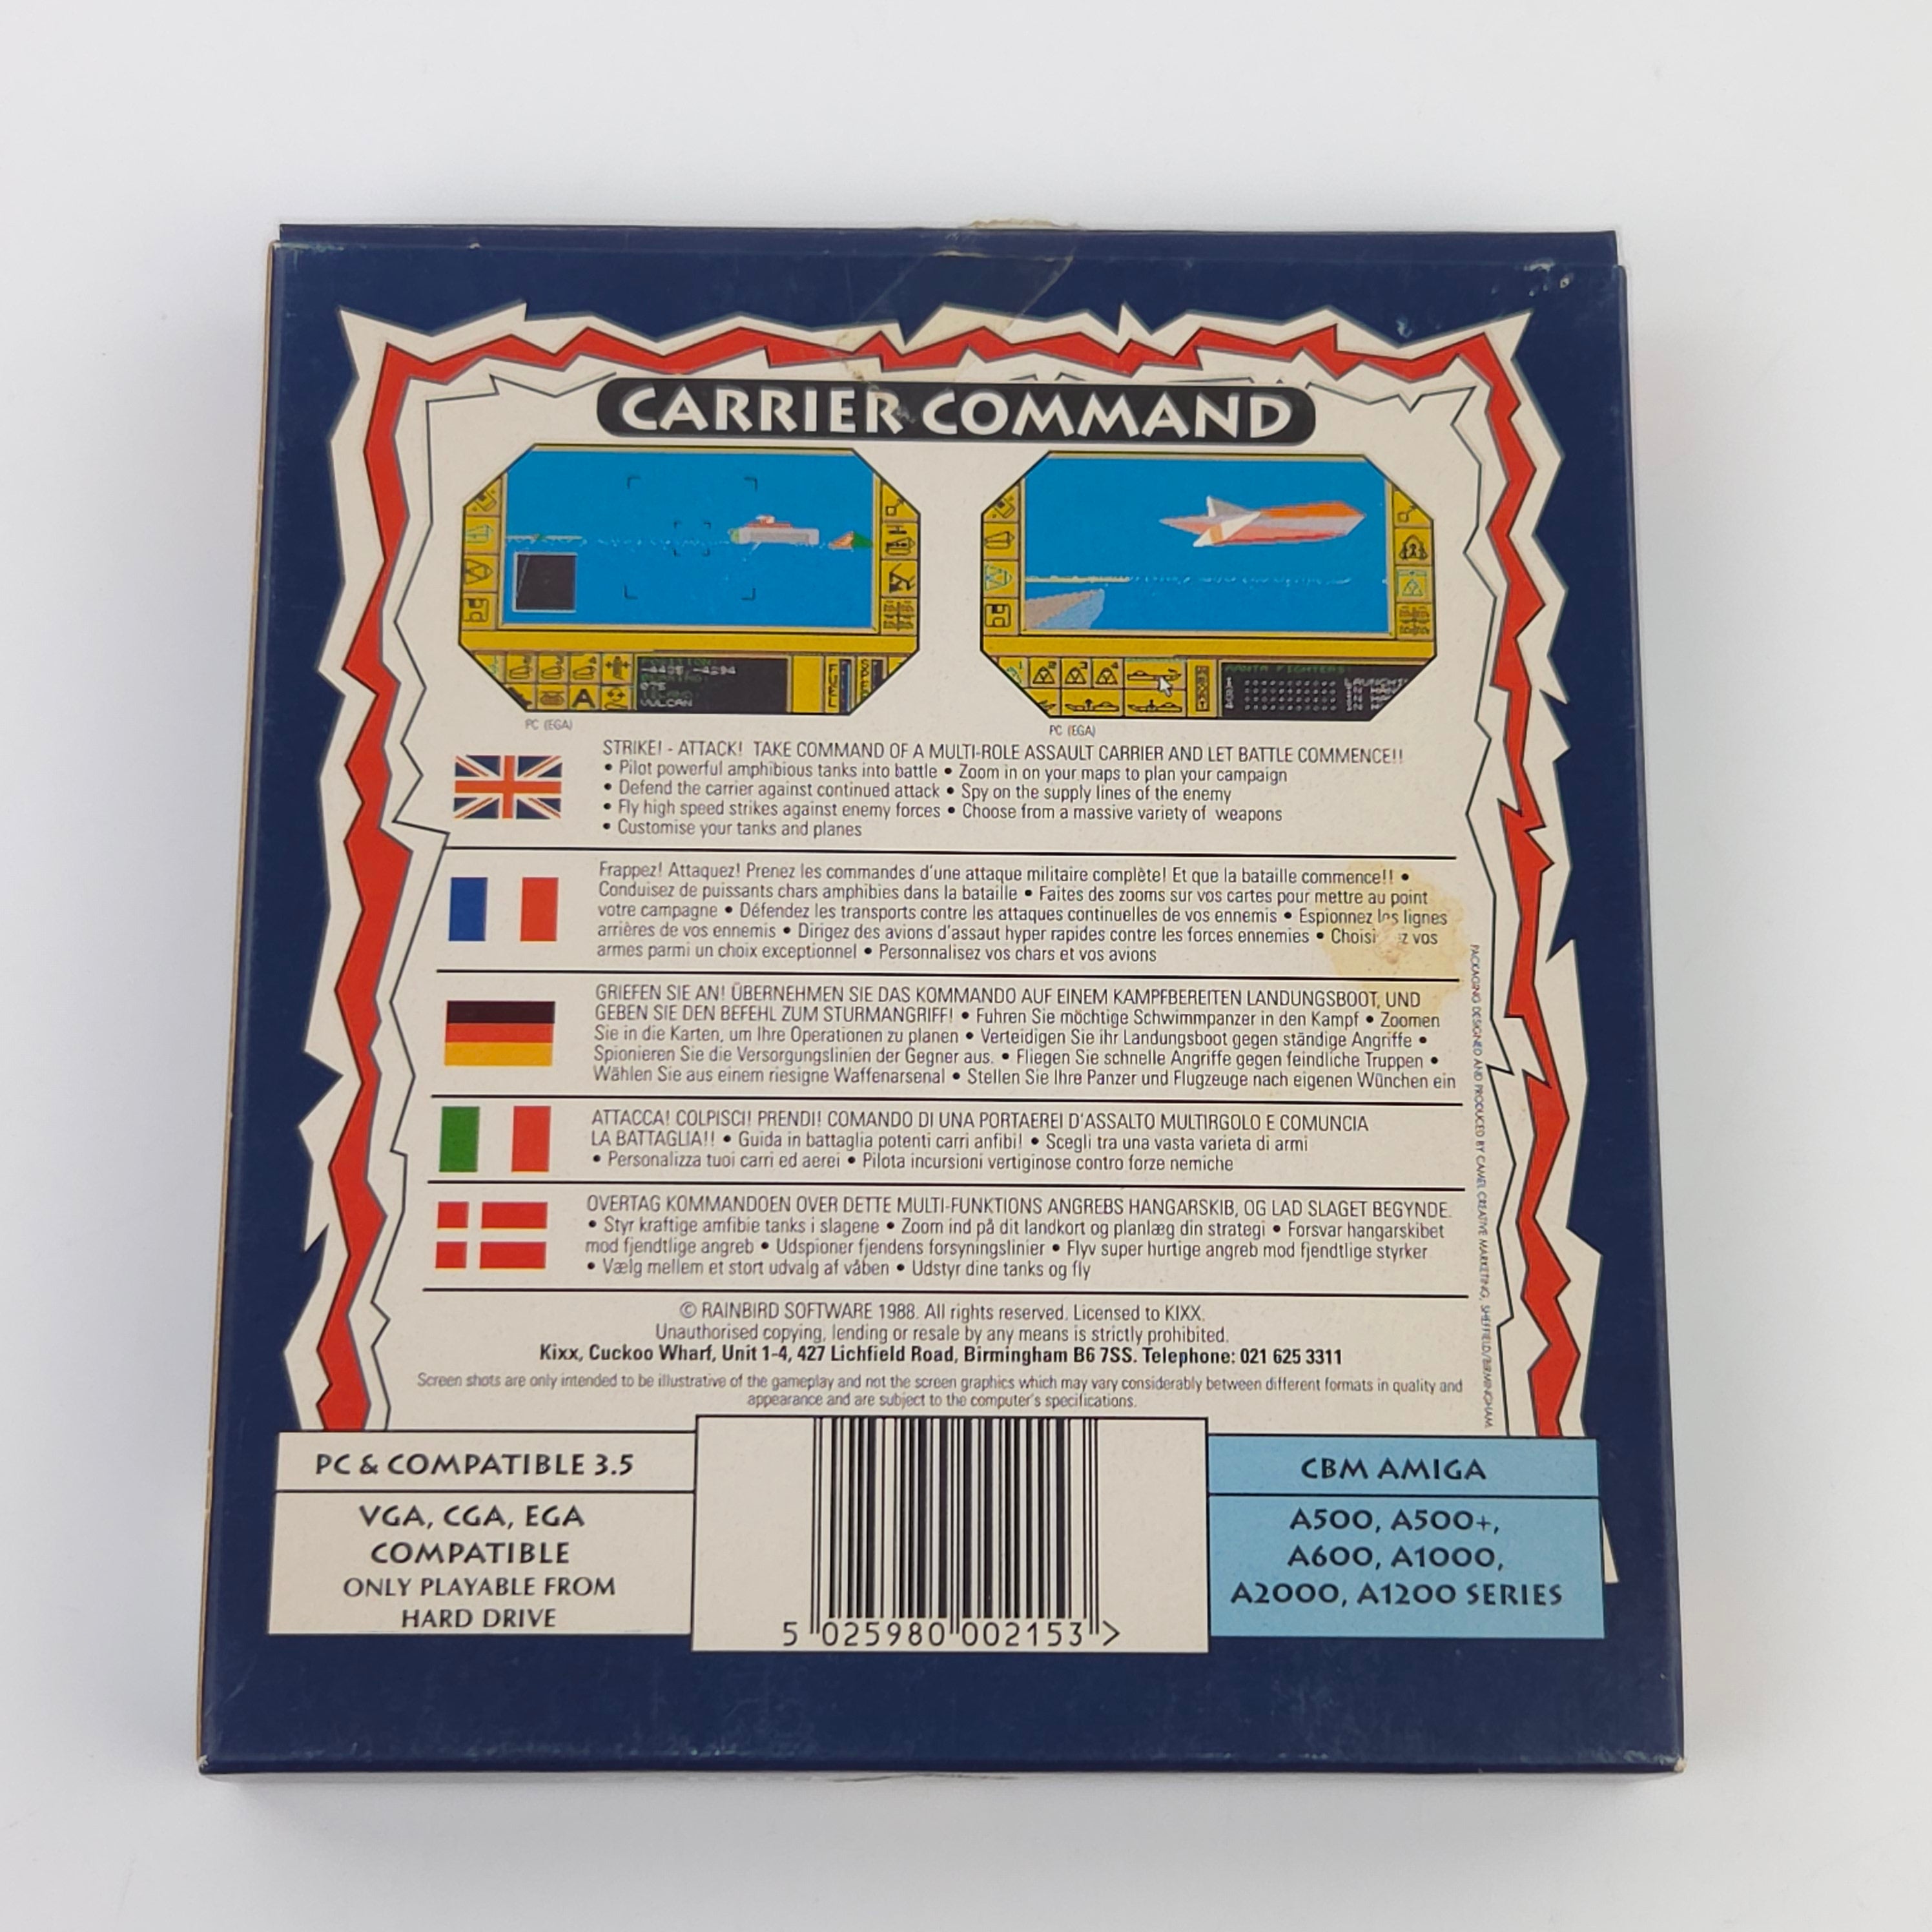 CARRIER COMMAND
-4405, -4294
075
VULCAN
A
FUEL
MANTA FIGHTERS:
PC (EGA)
PC (EGA)
STRIKE! - ATTACK! TAKE COMMAND OF A MULTI-ROLE ASSAULT CARRIER AND LET BATTLE COMMENCE!!
• Pilot powerful amphibious tanks into battle • Zoom in on your maps to plan your campaign
• Defend the carrier against continued attack • Spy on the supply lines of the enemy
• Fly high speed strikes against enemy forces • Choose from a massive variety of weapons
• Customise your tanks and planes
Frappez! Attaquez! Prenez les commandes d'une attaque militaire complète! Et que la bataille commence!! •
Conduisez de puissants chars amphibies dans la bataille • Faites des zooms sur vos cartes pour mettre au point
votre campagne • Défendez les transports contre les attaques continuelles de vos ennemis • Espionnez les lignes
arrières de vos ennemis • Dirigez des avions d'assaut hyper rapides contre les forces ennemies • Choisi z vos
armes parmi un choix exceptionnel • Personnalisez vos chars et vos avions
GRIEFEN SIE AN! ÜBERNEHMEN SIE DAS KOMMANDO AUF EINEM KAMPFBEREITEN LANDUNGSBOOT, UND
GEBEN SIE DEN BEFEHL ZUM STURMANGRIFF! • Fuhren Sie möchtige Schwimmpanzer in den Kampf • Zoomen
Sie in die Karten, um Ihre Operationen zu planen • Verteidigen Sie ihr Landungsboot gegen ständige Angriffe •
Spionieren Sie die Versorgungslinien der Gegner aus. • Fliegen Sie schnelle Angriffe gegen feindliche Truppen •
Wählen Sie aus einem riesigne Waffenarsenal • Stellen Sie Ihre Panzer und Flugzeuge nach eigenen Wünchen ein
ATTACCA! COLPISCI! PRENDI! COMANDO DI UNA PORTAEREI D'ASSALTO MULTIRGOLO E COMUNCIA
LA BATTAGLIA!! • Guida in battaglia potenti carri anfibi! • Scegli tra una vasta varieta di armi
• Personalizza tuoi carri ed aerei • Pilota incursioni vertiginose contro forze nemiche
OVERTAG KOMMANDOEN OVER DETTE MULTI-FUNKTIONS ANGREBS HANGARSKIB, OG LAD SLAGET BEGYNDE.
• Styr kraftige amfibie tanks i slagene • Zoom ind på dit landkort og planlæg din strategi • Forsvar hangarskibet
mod fjendtlige angreb • Udspioner fjendens forsyningslinier • Flyv super hurtige angreb mod fjendtlige styrker
• Vælg mellem et stort udvalg af våben • Udstyr dine tanks og fly
PACKAGING DESIGNED AND PRODUCED BY CAMEL CREATIVE MARKETING, SHEFFIELD/BIRMINGHAM
© RAINBIRD SOFTWARE 1988. All rights reserved. Licensed to KIXX.
Unauthorised copying, lending or resale by any means is strictly prohibited.
Kixx, Cuckoo Wharf, Unit 1-4, 427 Lichfield Road, Birmingham B6 7SS. Telephone: 021 625 3311
Screen shots are only intended to be illustrative of the gameplay and not the screen graphics which may vary considerably between different formats in quality and
appearance and are subject to the computer's specifications.
PC & COMPATIBLE 3.5
VGA, CGA, EGA
COMPATIBLE
ONLY PLAYABLE FROM
HARD DRIVE
5 025980 002153 >
CBM AMIGA
A500, A500+,
A600, A1000,
A2000, A1200 SERIES